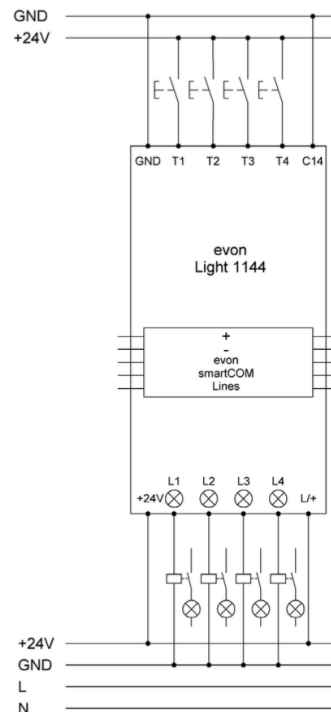 GND
+24V
GND T1 T2 T3 T4 C14
evon
Light 1144
+
-
evon
smartCOM
Lines
L1 L2 L3 L4
+24V L/+
+24V
GND
L
N